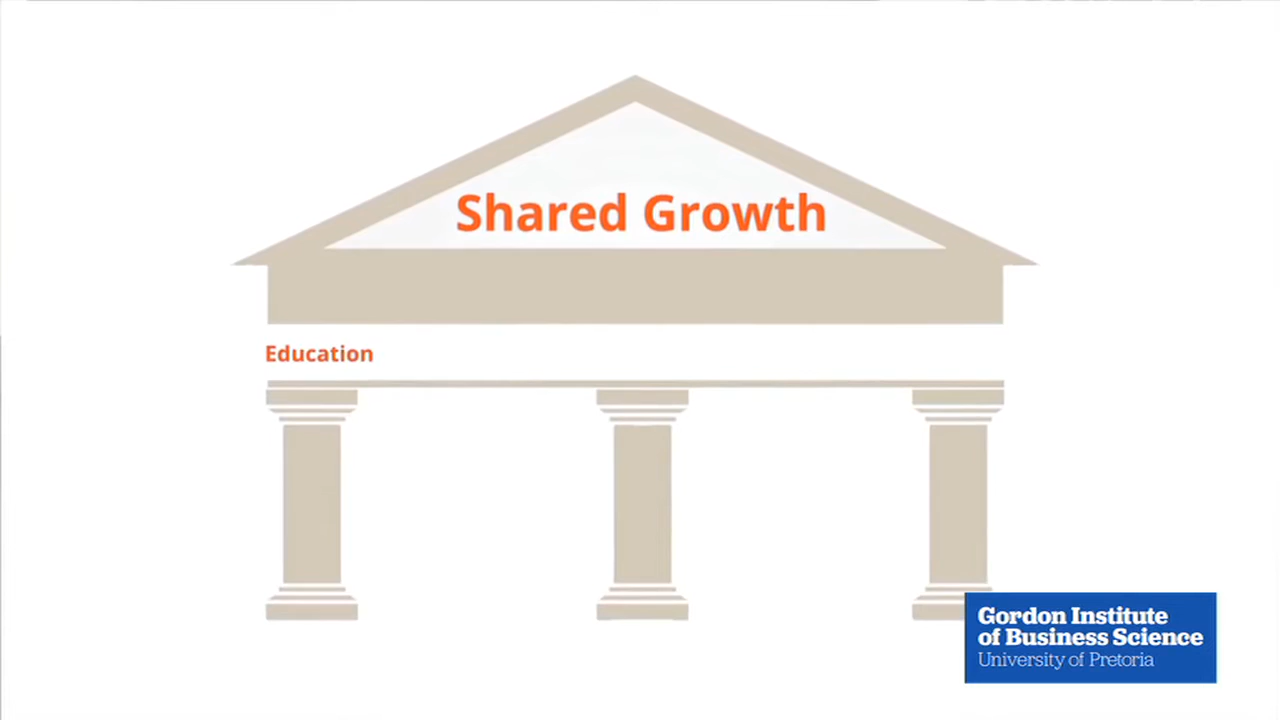 Shared Growth
Education
Gordon Institute
of Business Science
University of Pretoria